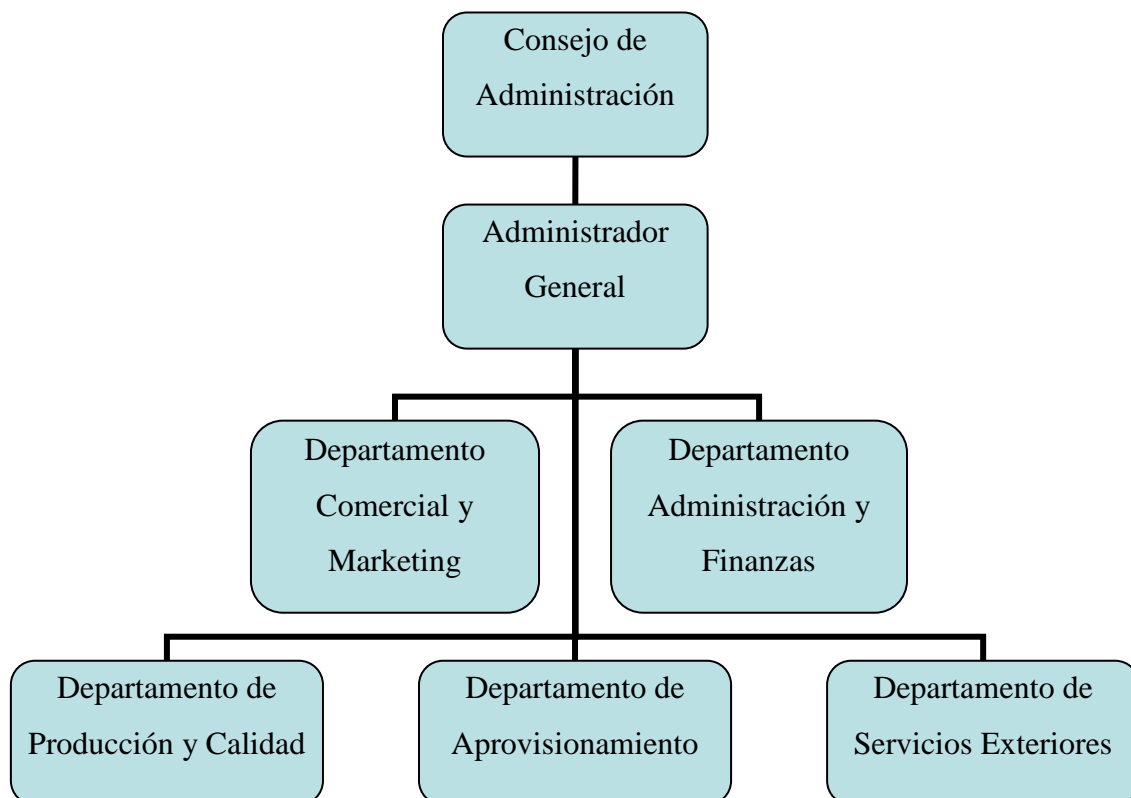 Consejo de
Administración
Administrador
General
Departamento
Comercial y
Marketing
Departamento
Administración y
Finanzas
Departamento de
Producción y Calidad
Departamento de
Aprovisionamiento
Departamento de
Servicios Exteriores